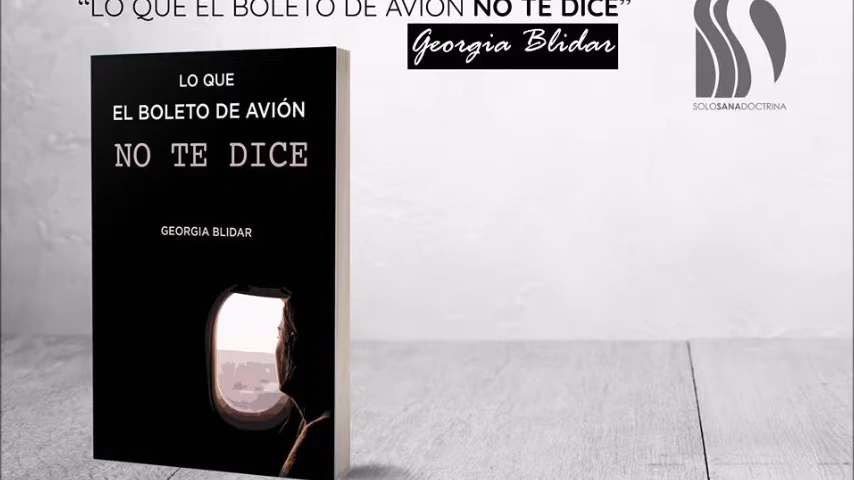 “LO QUE EL BOLETO DE AVIÓN NO TE DICE”
Georgia Blidar
SOLOSANADOCTRINA
LO QUE
EL BOLETO DE AVIÓN
NO TE DICE
GEORGIA BLIDAR